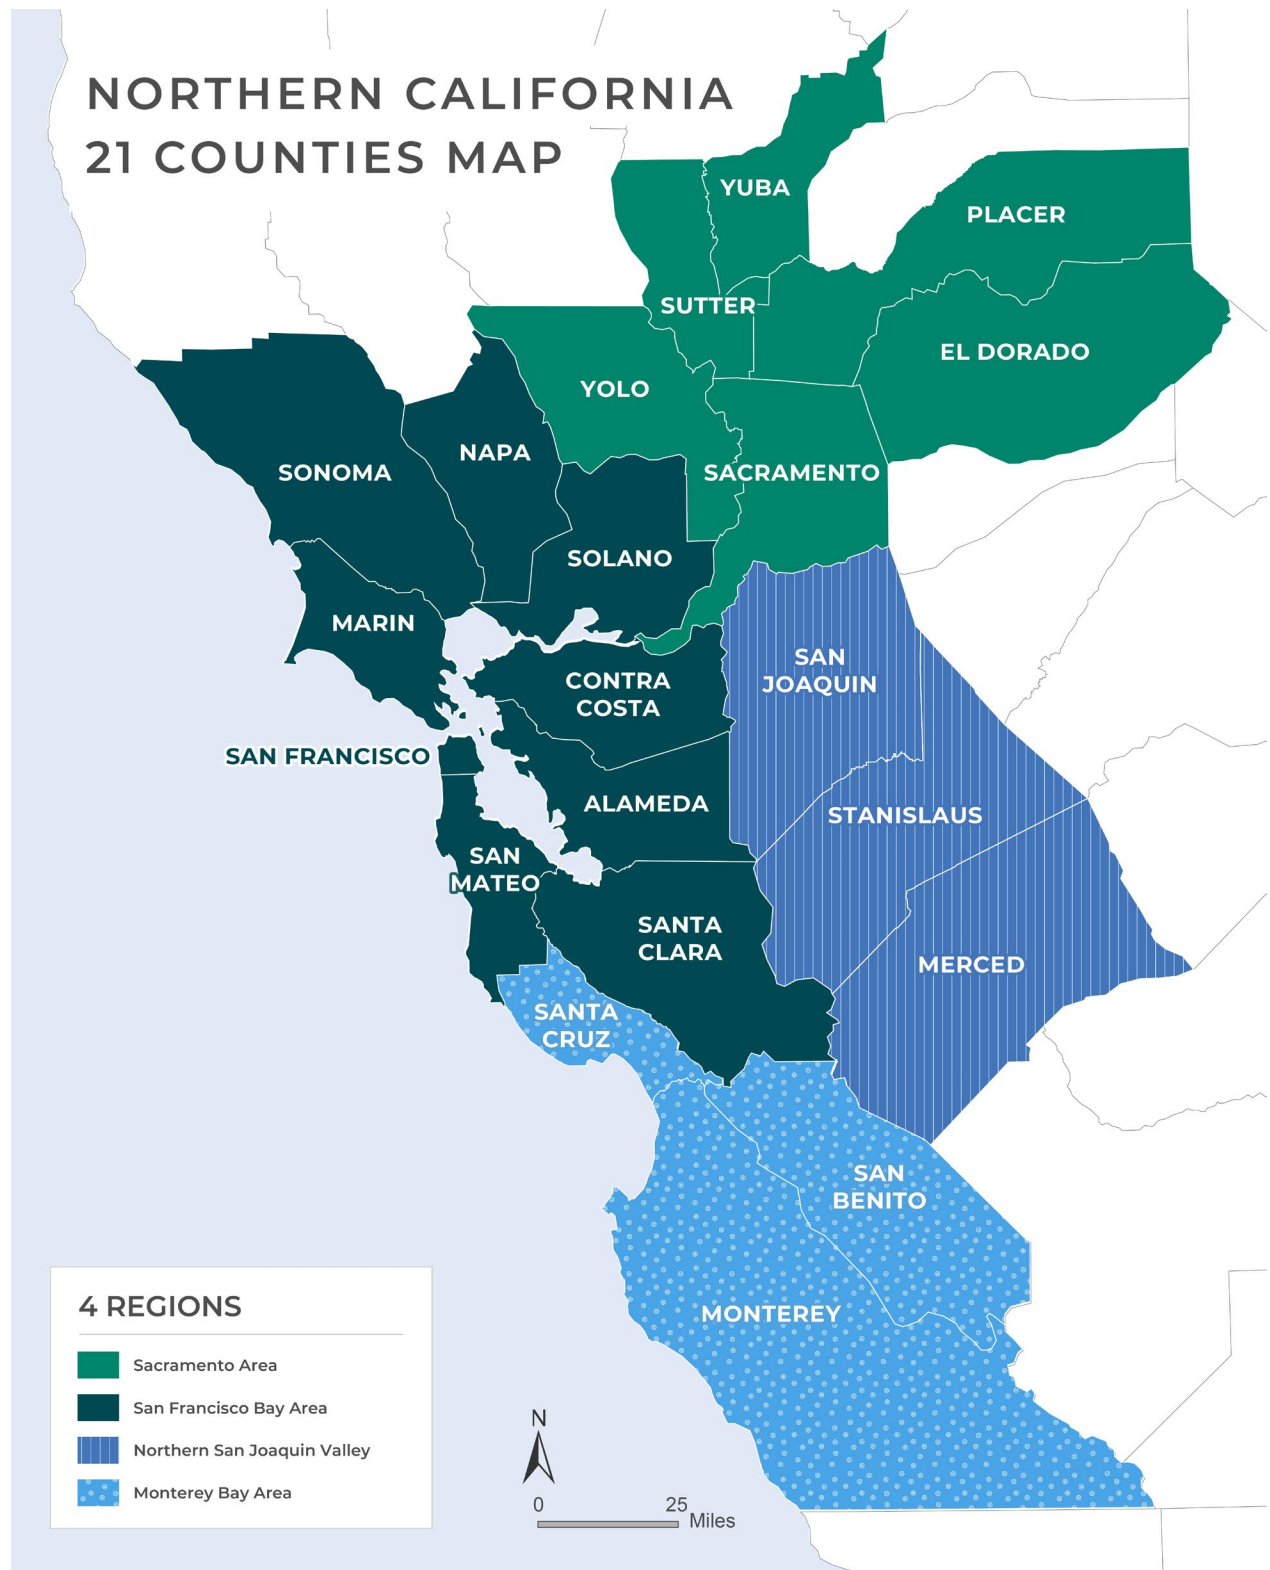 NORTHERN CALIFORNIA
21 COUNTIES MAP
YUBA
PLACER
SUTTER
EL DORADO
YOLO
NAPA
SONOMA
SACRAMENTO
SOLANO
MARIN
SAN
JOAQUIN
CONTRA
COSTA
SAN FRANCISCO
ALAMEDA
STANISLAUS
SAN
MATEO
SANTA
CLARA
MERCED
SANTA
CRUZ
SAN
BENITO
MONTEREY
4 REGIONS
Sacramento Area
San Francisco Bay Area
Northern San Joaquin Valley
Monterey Bay Area
N
0 25
Miles